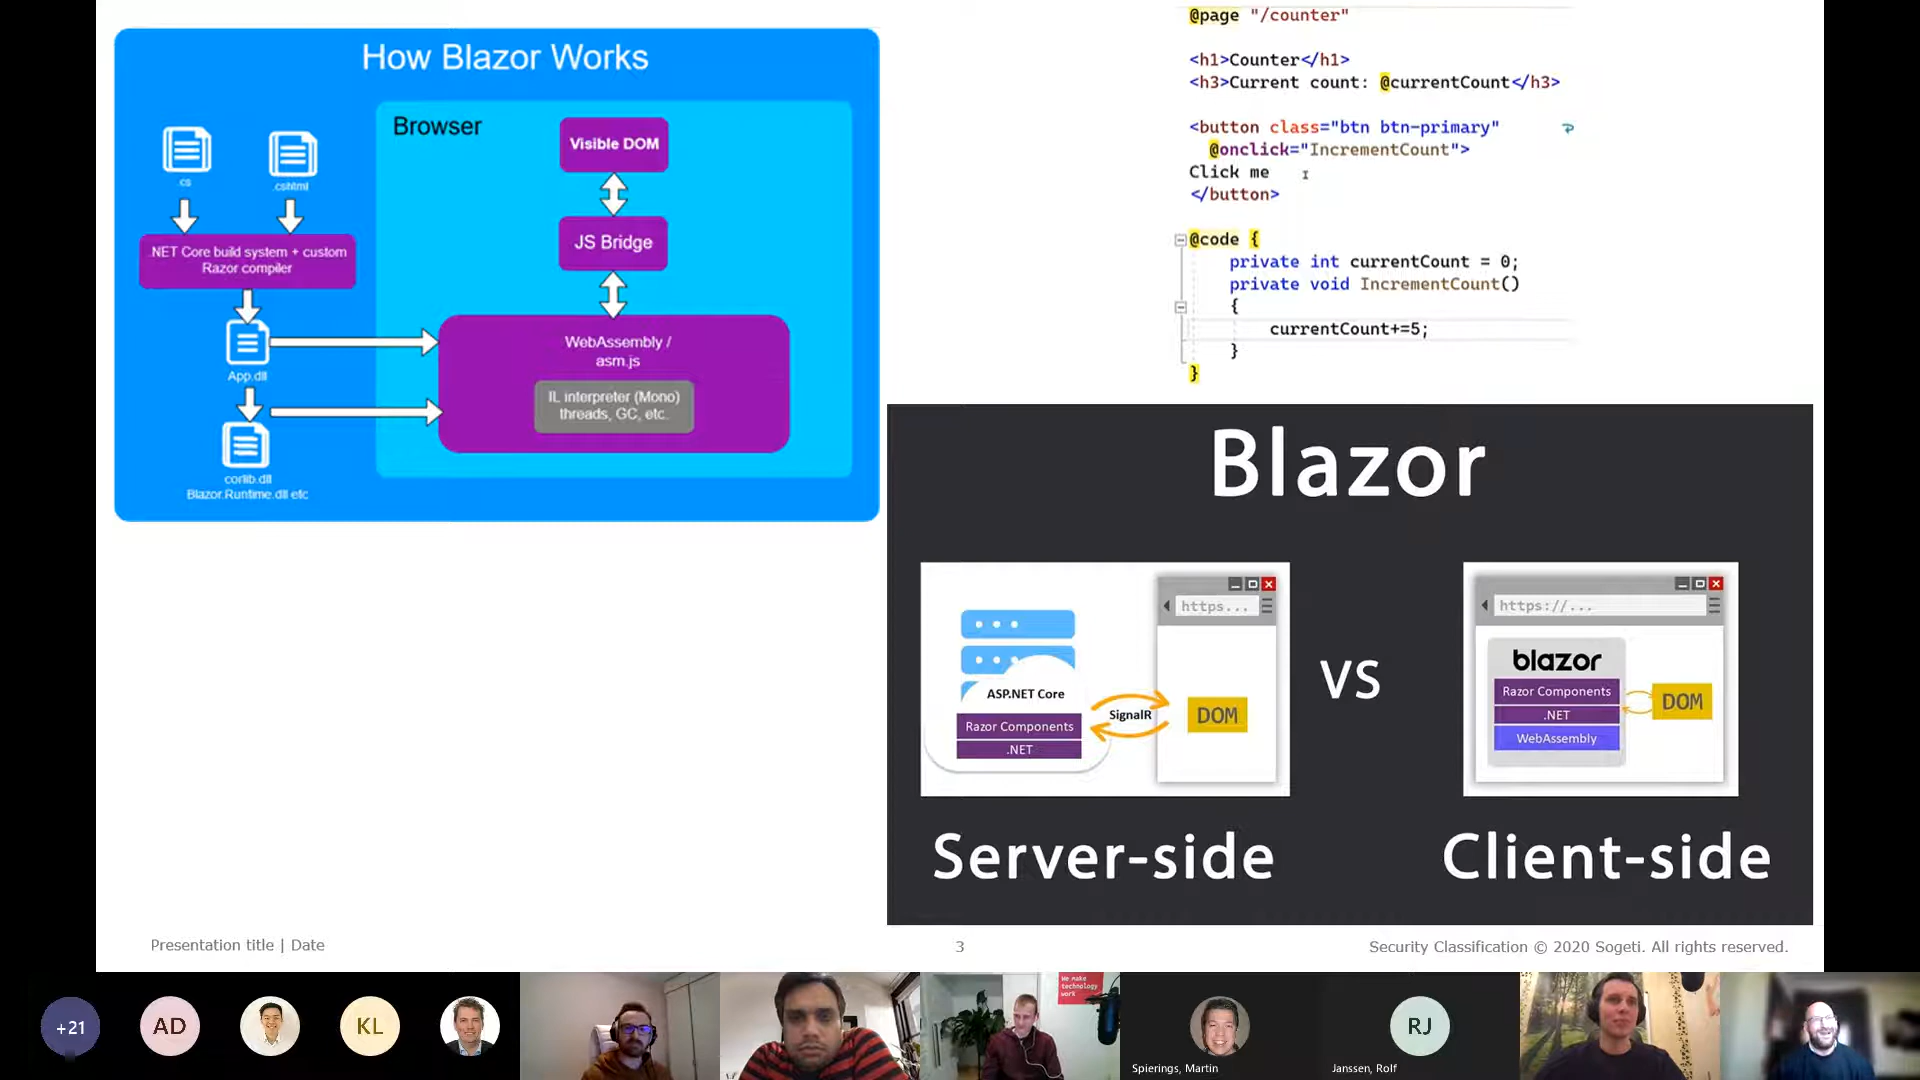 How Blazor Works
Browser
.cs
.cshtml
.NET Core build system + custom
Razor compiler
App.dll
corlib.dll
Blazor.Runtime.dll etc
Visible DOM
JS Bridge
WebAssembly /
asm.js
IL interpreter (Mono)
threads, GC, etc.
@page "/counter"
<h1>Counter</h1>
<h3>Current count: @currentCount</h3>
<button class="btn btn-primary"
@onclick="IncrementCount">
Click me
</button>
@code {
private int currentCount = 0;
private void IncrementCount()
{
currentCount+=5;
}
}
Blazor
https...
ASP.NET Core
Razor Components
.NET
SignalR
DOM
VS
https://...
blazor
Razor Components
.NET
WebAssembly
DOM
Server-side
Client-side
Presentation title | Date
3
Security Classification © 2020 Sogeti. All rights reserved.
+21
AD
KL
We make
technology
work
Spierings, Martin
RJ
Janssen, Rolf